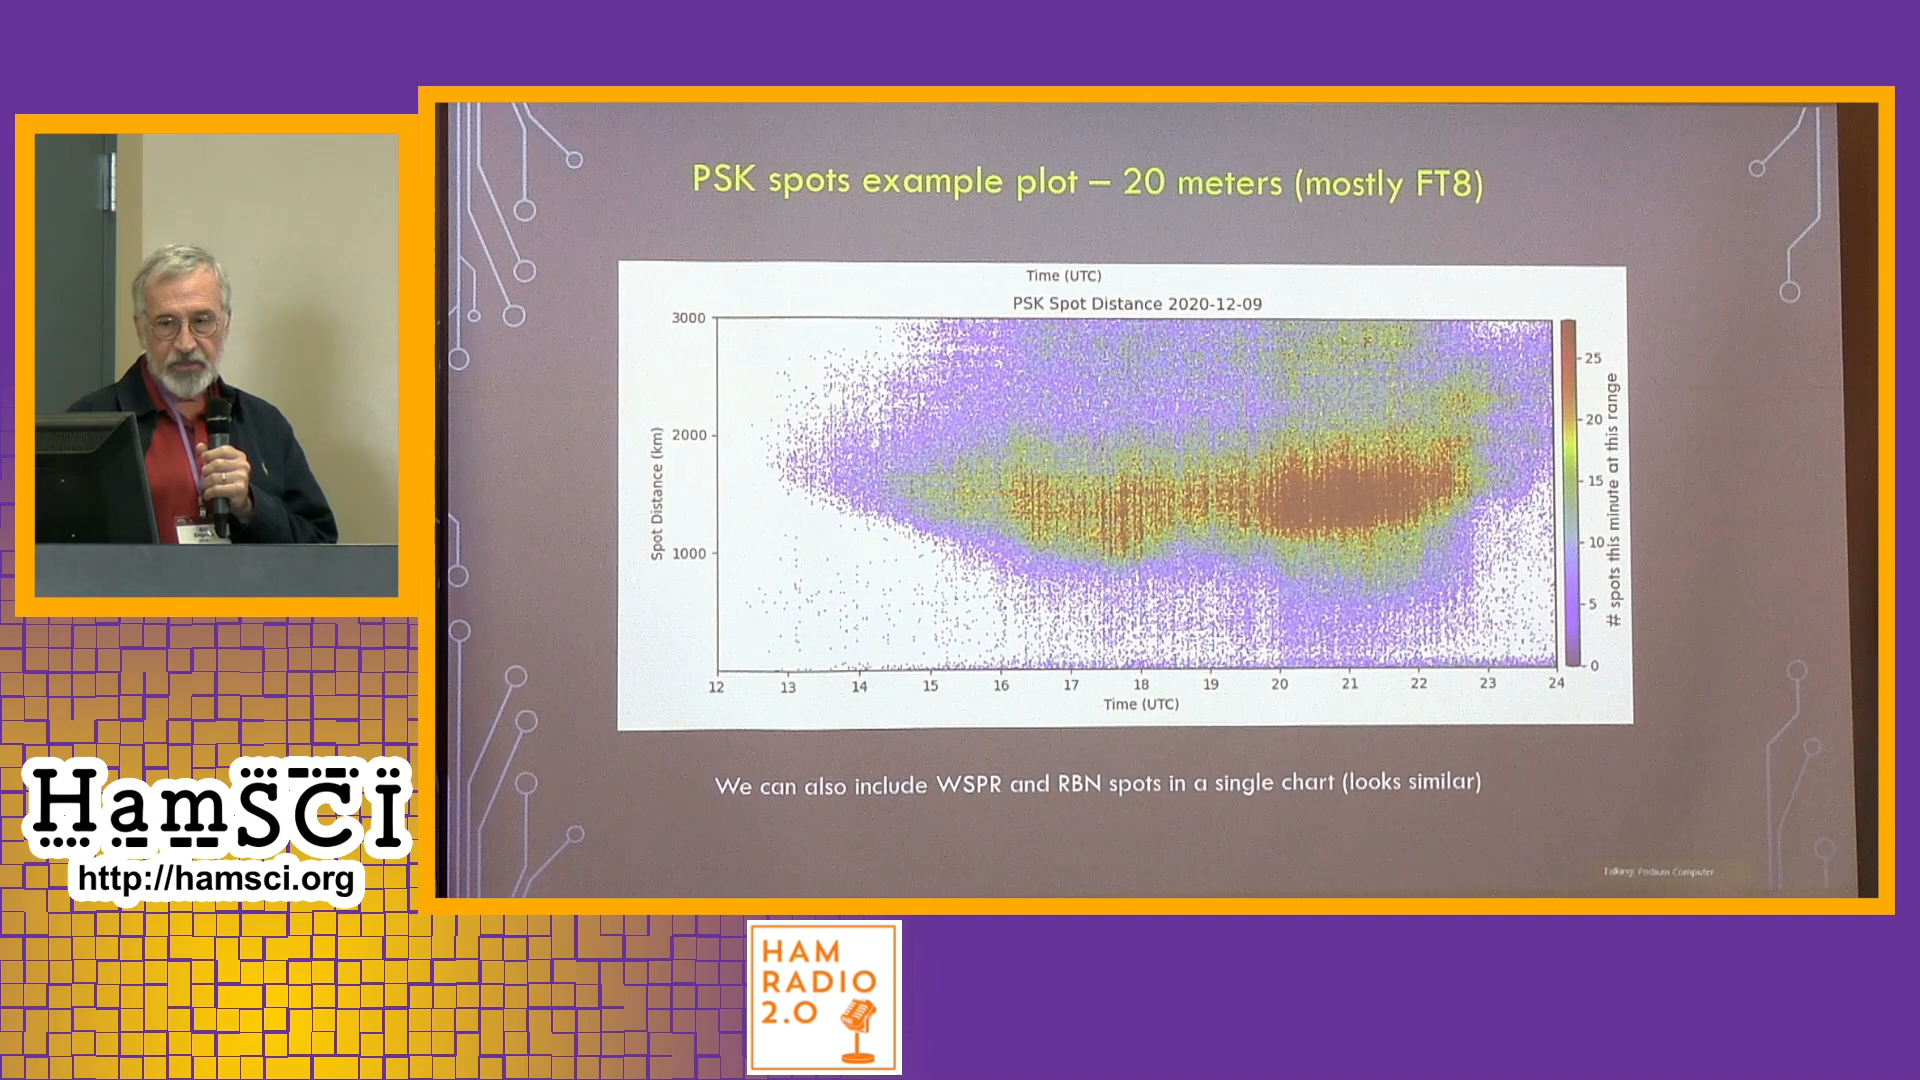 PSK spots example plot – 20 meters (mostly FT8)
Time (UTC)
PSK Spot Distance 2020-12-09
3000
2000
1000
Spot Distance (km)
12 13 14 15 16 17 18 19 20 21 22 23 24
Time (UTC)
25
20
15
10
5
0
# spots this minute at this range
We can also include WSPR and RBN spots in a single chart (looks similar)
Talking: Podium Computer
HamSCI
http://hamsci.org
HAM
RADIO
2.0